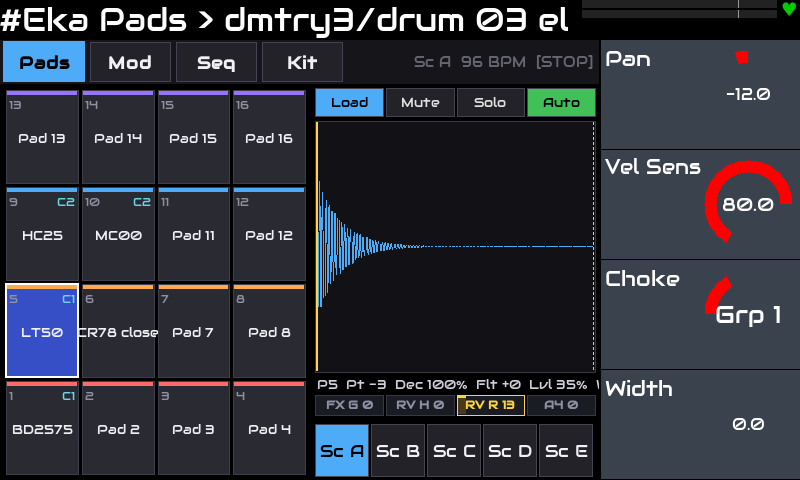 #Eka Pads > dmtry3/drum 03 el
Pads Mod Seq Kit Sc A 96 BPM [STOP]
Load Mute Solo Auto
13 14 15 16
Pad 13 Pad 14 Pad 15 Pad 16
9 C2 10 C2 11 12
HC25 MC00 Pad 11 Pad 12
5 C1 6 7 8
LT50 CR78 close Pad 7 Pad 8
1 C1 2 3 4
BD2575 Pad 2 Pad 3 Pad 4
P5 Pt -3 Dec 100% Flt +0 Lvl 35%
FX G 0 RV H 0 RV R 13 A4 0
Sc A Sc B Sc C Sc D Sc E
Pan
-12.0
Vel Sens
80.0
Choke
Grp 1
Width
0.0